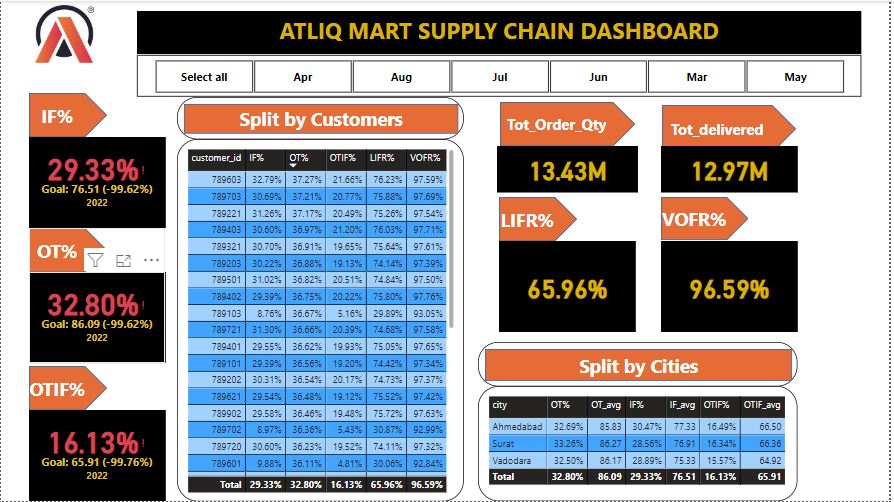 ATLIQ MART SUPPLY CHAIN DASHBOARD
Select all Apr Aug Jul Jun Mar May
IF%
29.33%!
Goal: 76.51 (-99.62%)
2022
OT%
32.80%!
Goal: 86.09 (-99.62%)
2022
OTIF%
16.13%!
Goal: 65.91 (-99.76%)
2022
Split by Customers
customer_id IF% OT% OTIF% LIFR% VOFR%
789603 32.79% 37.27% 21.66% 76.23% 97.59%
789703 30.69% 37.21% 20.77% 75.88% 97.69%
789221 31.26% 37.17% 20.49% 75.26% 97.54%
789403 30.60% 36.97% 21.20% 76.03% 97.71%
789321 30.70% 36.91% 19.65% 75.64% 97.61%
789203 30.22% 36.88% 19.13% 74.14% 97.39%
789501 31.02% 36.82% 20.51% 74.84% 97.50%
789402 29.39% 36.75% 20.22% 75.80% 97.76%
789103 8.76% 36.67% 5.16% 29.89% 93.05%
789721 31.30% 36.66% 20.39% 74.68% 97.58%
789401 29.55% 36.62% 19.93% 75.05% 97.65%
789101 29.39% 36.56% 19.20% 74.42% 97.34%
789202 30.31% 36.54% 20.17% 74.73% 97.37%
789621 29.54% 36.48% 19.12% 75.52% 97.42%
789902 29.58% 36.46% 19.48% 75.72% 97.63%
789702 8.97% 36.36% 5.43% 30.87% 92.99%
789720 30.60% 36.23% 19.52% 74.11% 97.32%
789601 9.88% 36.11% 4.81% 30.06% 92.84%
Total 29.33% 32.80% 16.13% 65.96% 96.59%
Tot_Order_Qty
13.43M
Tot_delivered
12.97M
LIFR%
65.96%
VOFR%
96.59%
Split by Cities
city OT% OT_avg IF% IF_avg OTIF% OTIF_avg
Ahmedabad 32.69% 85.83 30.47% 77.33 16.49% 66.50
Surat 33.26% 86.27 28.56% 76.91 16.34% 66.36
Vadodara 32.50% 86.17 28.89% 75.33 15.57% 64.92
Total 32.80% 86.09 29.33% 76.51 16.13% 65.91